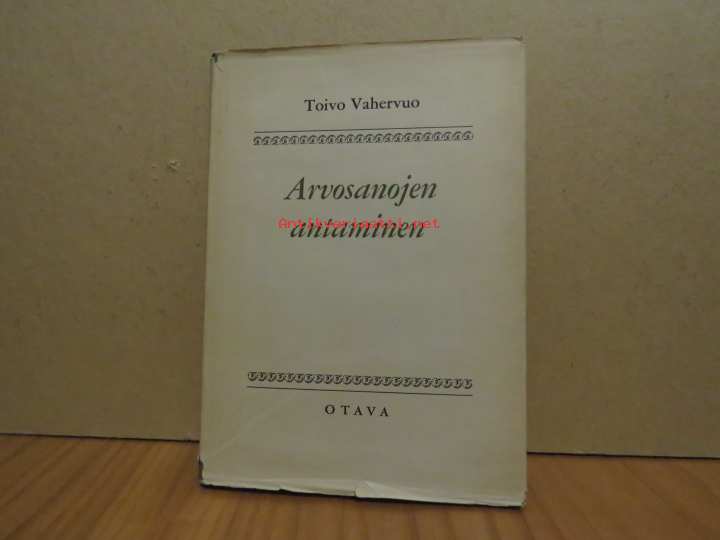 Toivo Vahervuo
Arvosanojen
Antikvariaatti.net
antaminen
OTAVA